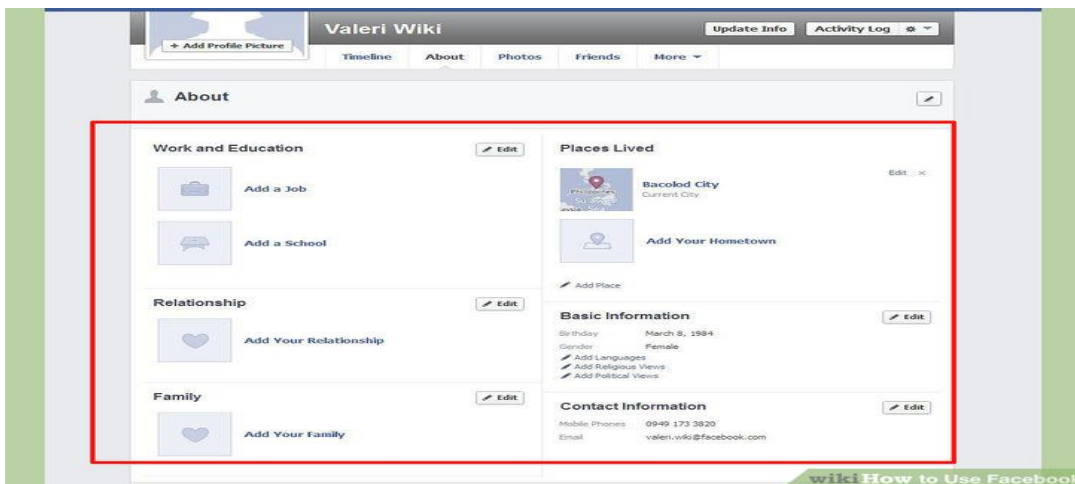 Valeri Wiki
Update Info
Activity Log
+ Add Profile Picture
Timeline
About
Photos
Friends
More
About
Work and Education
Edit
Add a Job
Add a School
Relationship
Edit
Add Your Relationship
Family
Edit
Add Your Family
Places Lived
Edit ×
Bacolod City
Current City
Add Your Hometown
Add Place
Basic Information
Edit
Birthday March 8, 1984
Gender Female
Add Languages
Add Religious Views
Add Political Views
Contact Information
Edit
Mobile Phones 0949 173 3820
Email valeri.wiki@facebook.com
wikiHow to Use Facebook